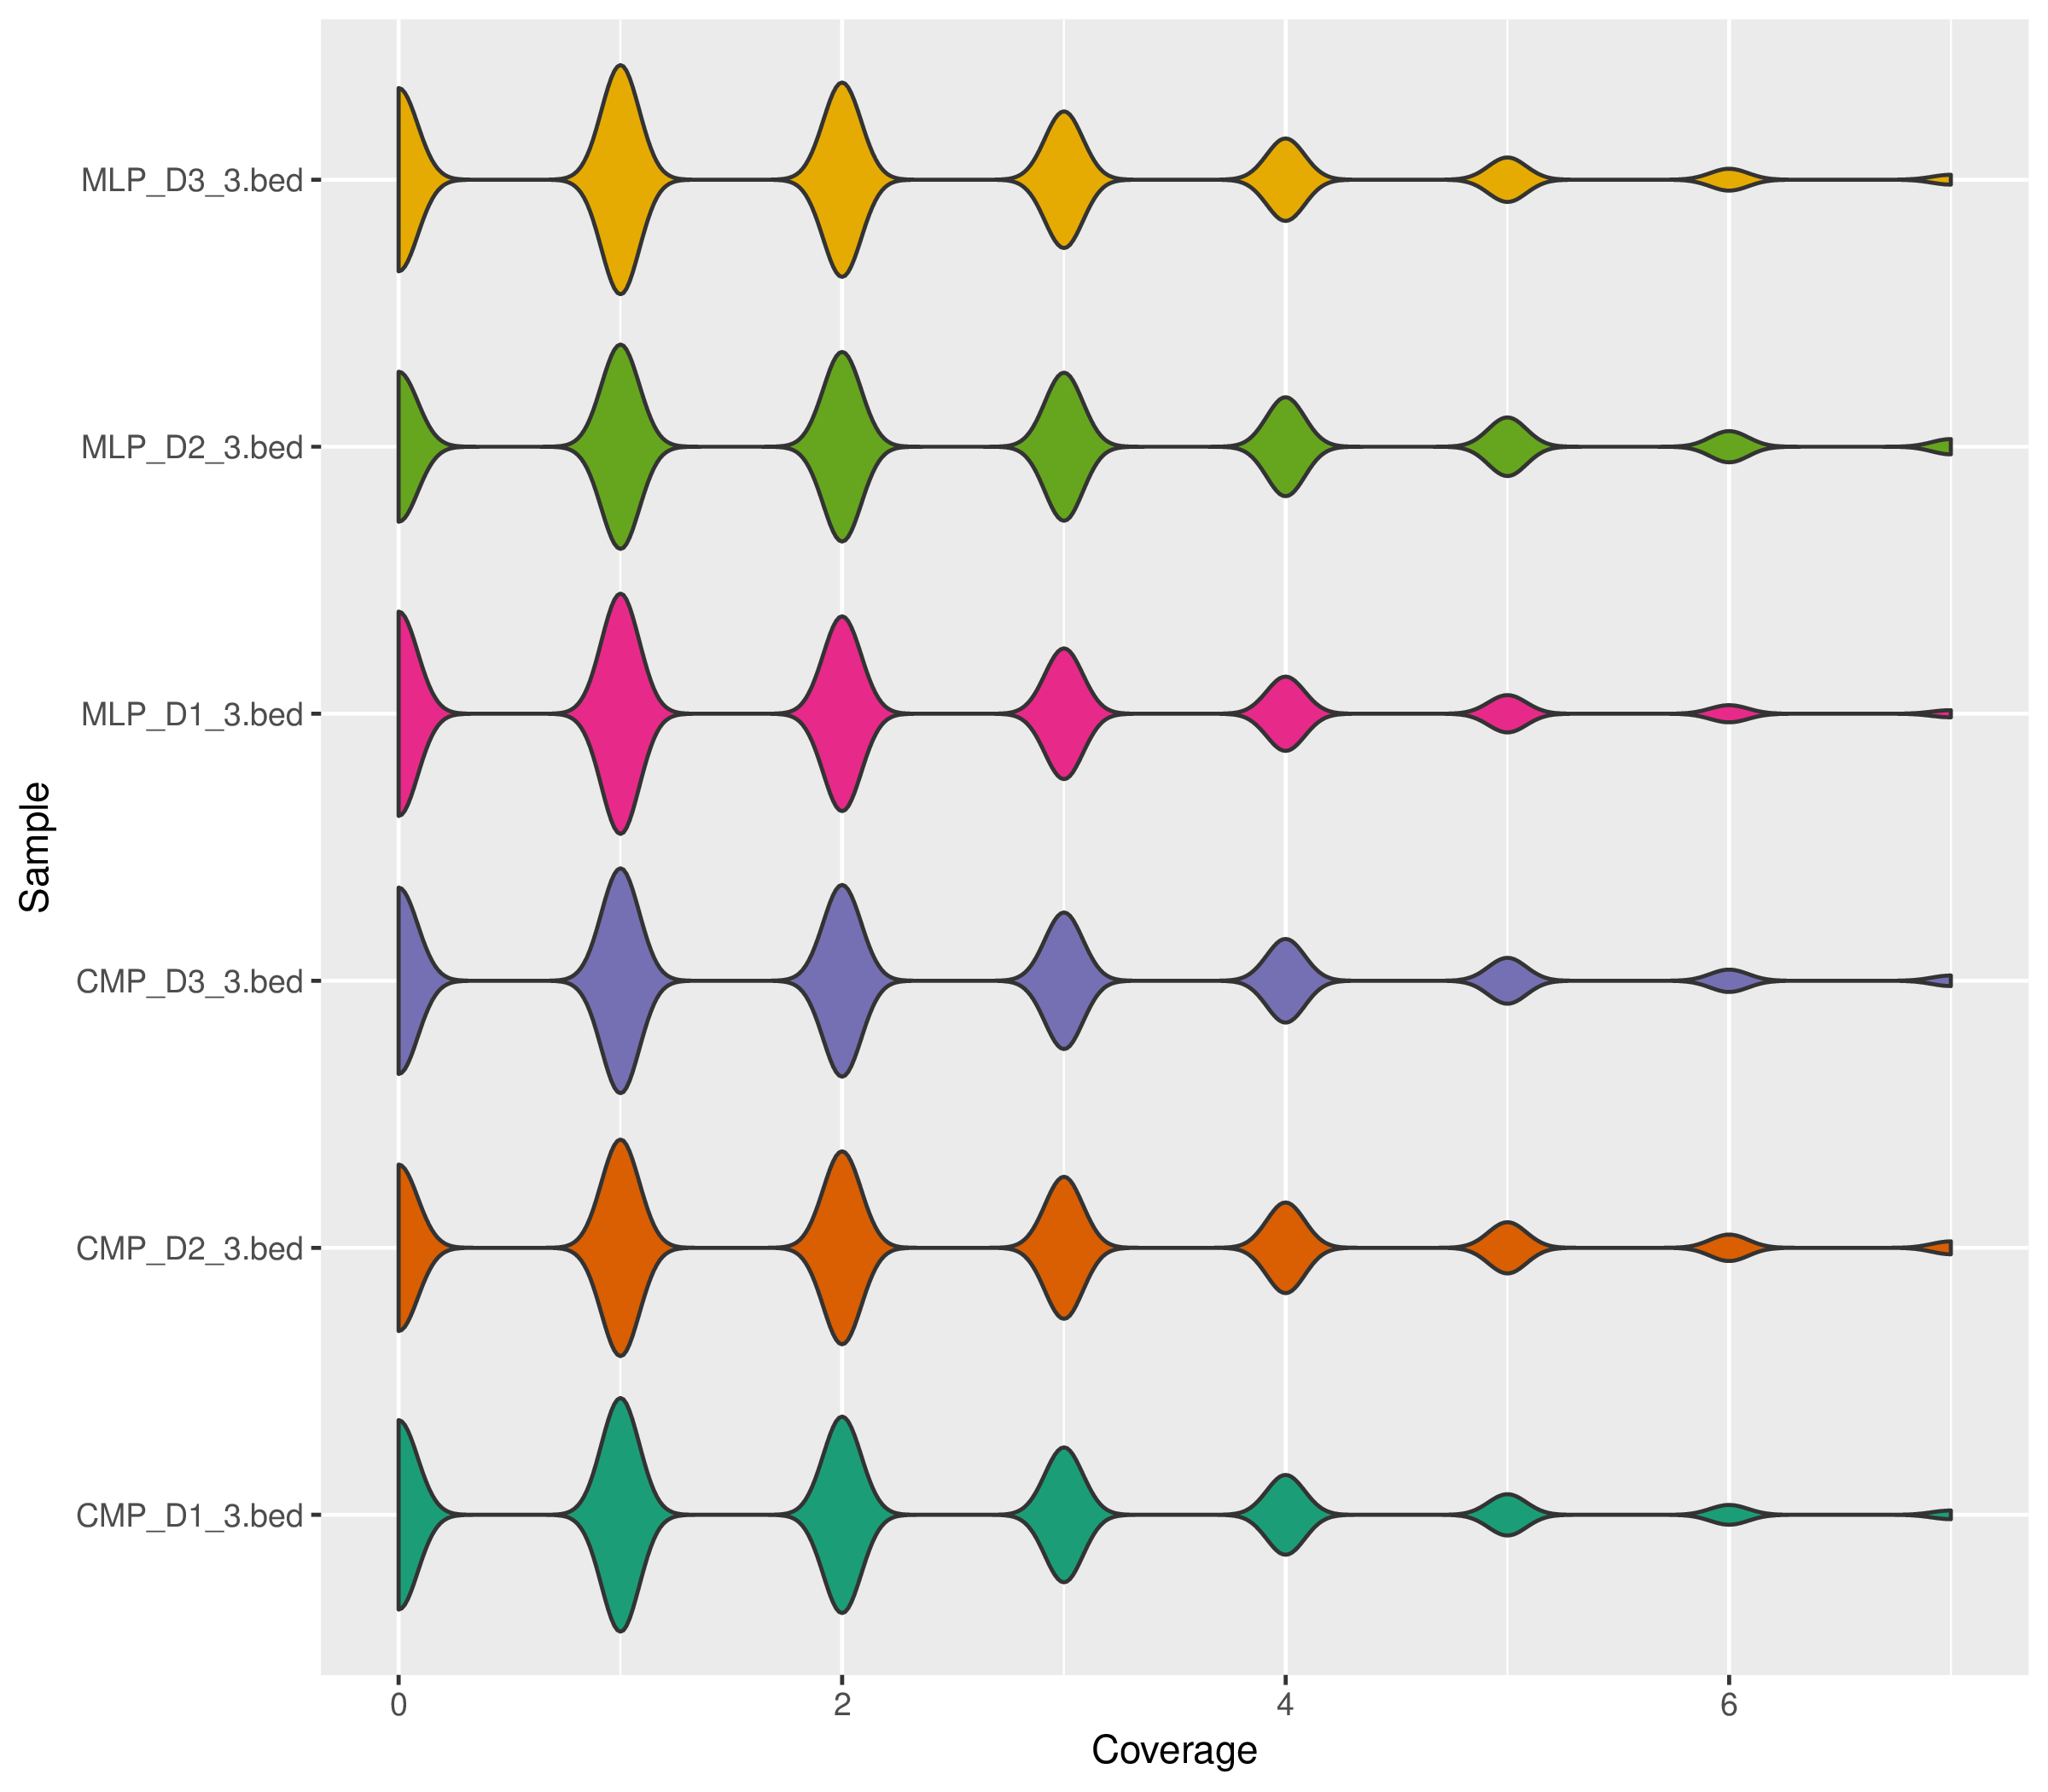 MLP_D3_3.bed
MLP_D2_3.bed
MLP_D1_3.bed
CMP_D3_3.bed
CMP_D2_3.bed
CMP_D1_3.bed
Sample
0 2 4 6
Coverage